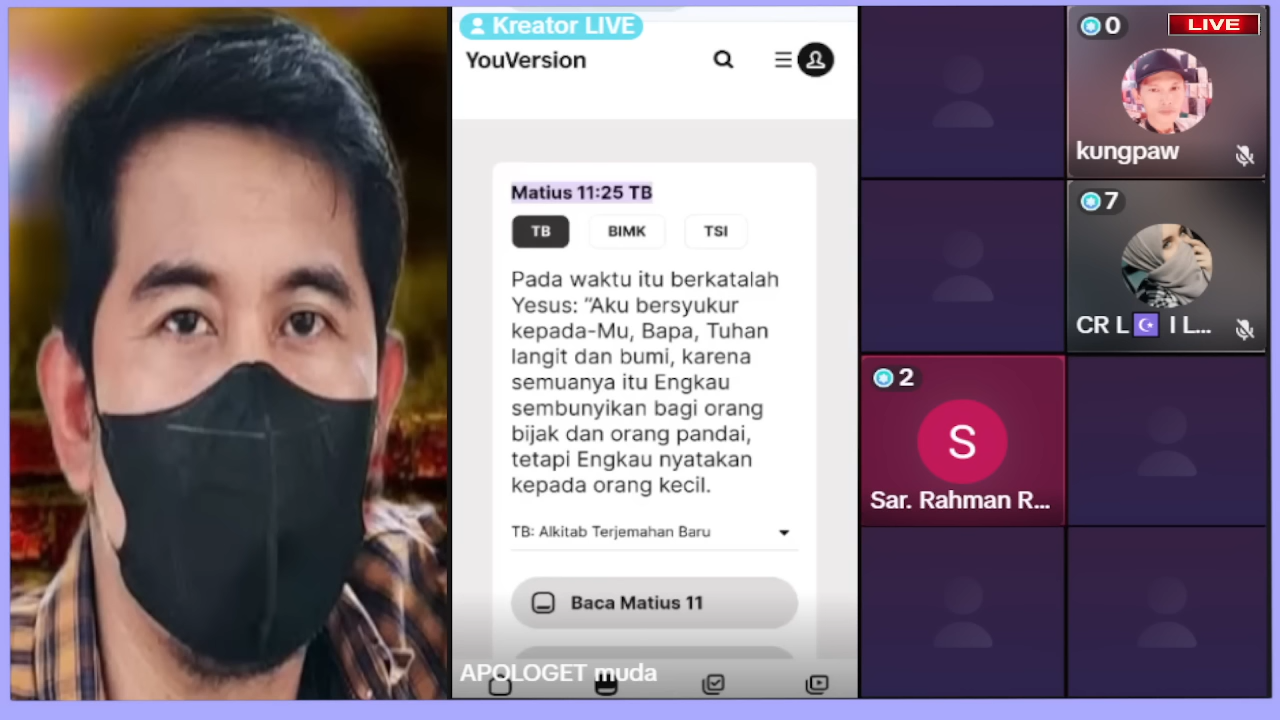 Kreator LIVE
YouVersion
Matius 11:25 TB
TB
BIMK
TSI
Pada waktu itu berkatalah
Yesus: “Aku bersyukur
kepada-Mu, Bapa, Tuhan
langit dan bumi, karena
semuanya itu Engkau
sembunyikan bagi orang
bijak dan orang pandai,
tetapi Engkau nyatakan
kepada orang kecil.
TB: Alkitab Terjemahan Baru
Baca Matius 11
APOLOGET muda
0
LIVE
kungpaw
7
CR L☪️ I L...
2
S
Sar. Rahman R...